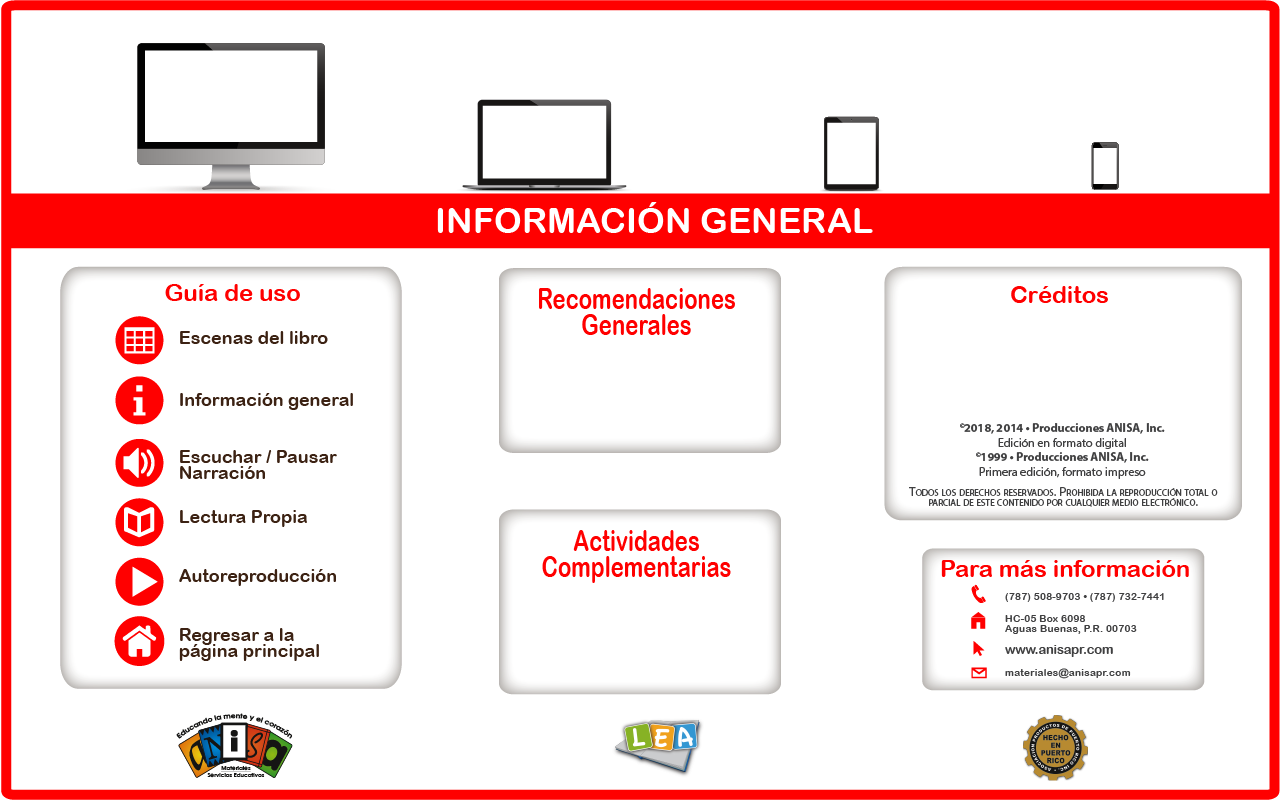 INFORMACIÓN GENERAL
Guía de uso
Escenas del libro
Información general
Escuchar / Pausar
Narración
Lectura Propia
Autoreproducción
Regresar a la
página principal
Recomendaciones
Generales
Actividades
Complementarias
Créditos
©2018, 2014 • Producciones ANISA, Inc.
Edición en formato digital
©1999 • Producciones ANISA, Inc.
Primera edición, formato impreso
Todos los derechos reservados. Prohibida la reproducción total o
parcial de este contenido por cualquier medio electrónico.
Para más información
(787) 508-9703 • (787) 732-7441
HC-05 Box 6098
Aguas Buenas, P.R. 00703
www.anisapr.com
materiales@anisapr.com
Educando la mente y el corazón
anisa
Materiales
Servicios Educativos
LEA
HECHO
EN
PUERTO
RICO